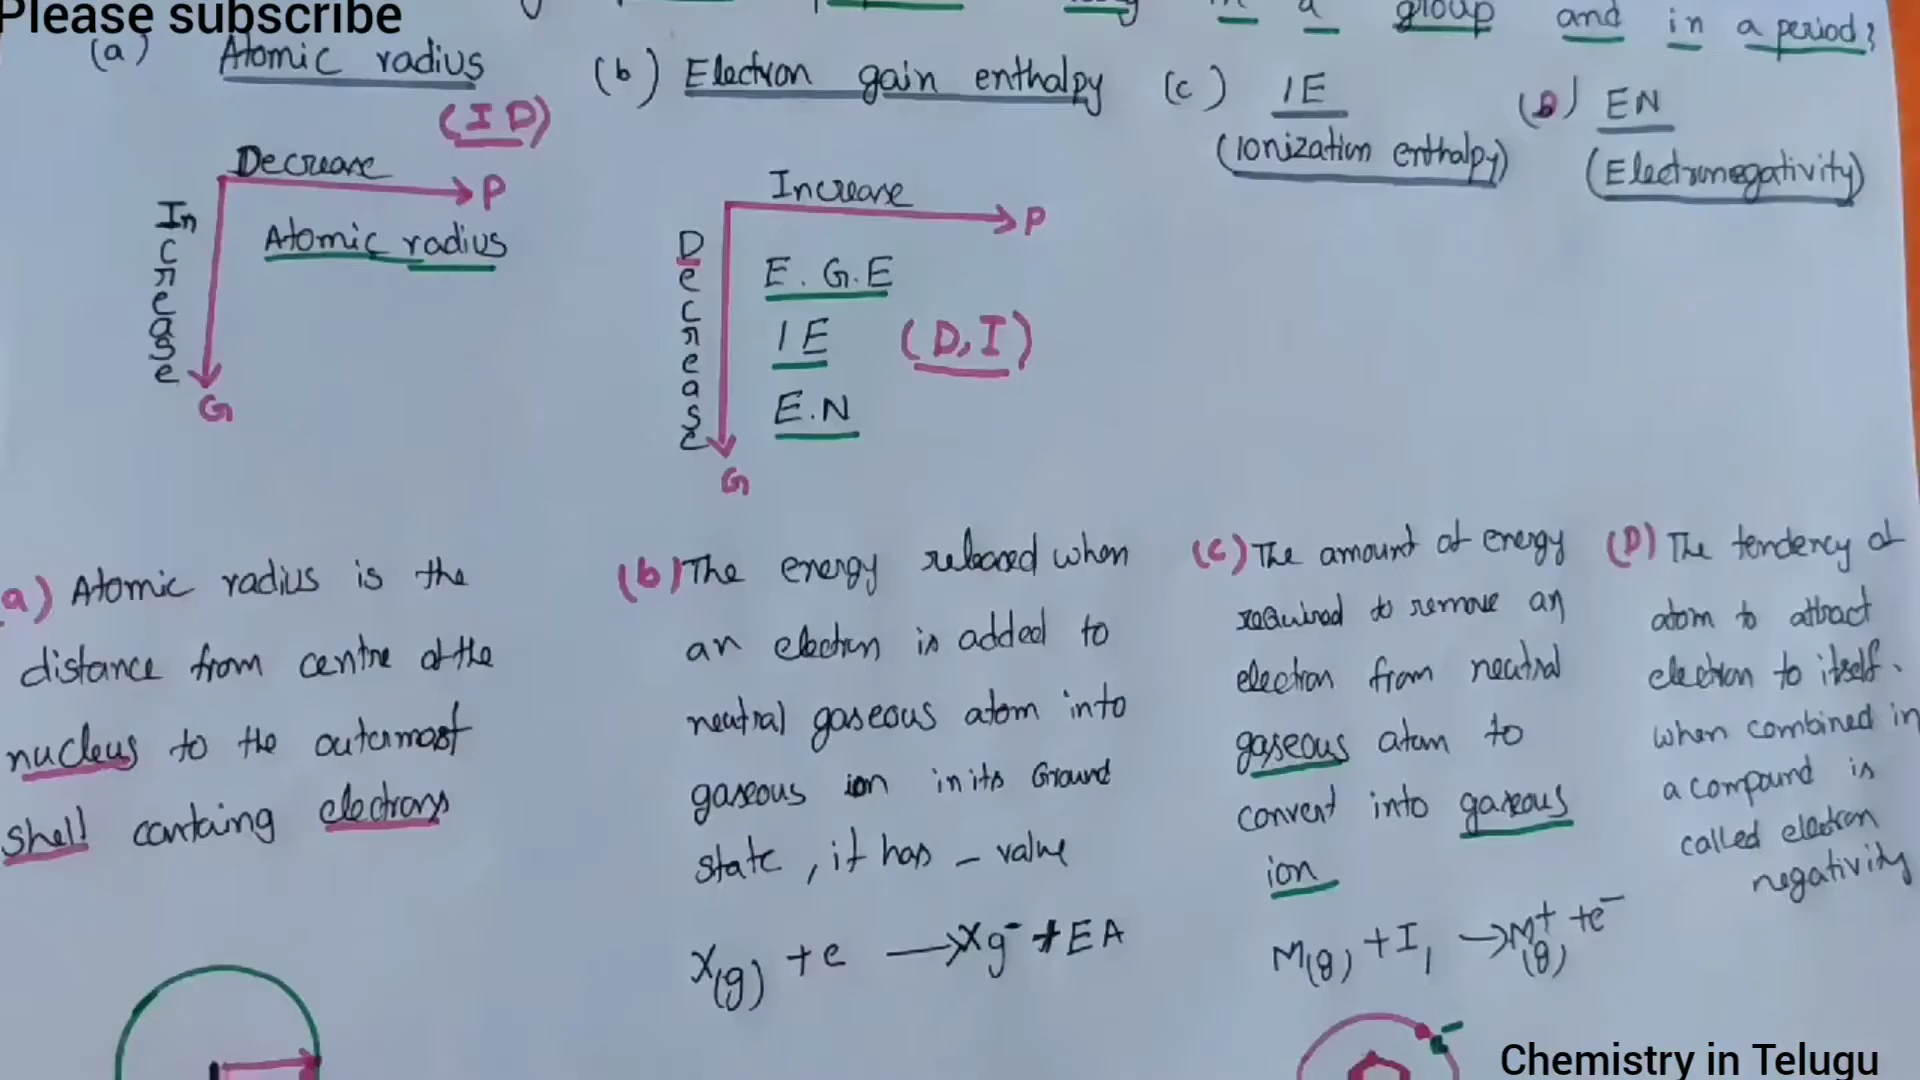 Please subscribe
in a group and in a period;
(a) Atomic radius
(I D)
Decrease
P
Increase
Atomic radius
G
(b) Electron gain enthalpy
Increase
P
Decrease
E. G. E
IE
(D, I)
E.N
G
(c) IE
(Ionization enthalpy)
(D) EN
(Electronegativity)
a) Atomic radius is the
distance from centre of the
nucleus to the outermost
shell containg electrons
(b) The energy released when
an electron is added to
neutral gaseous atom into
gaseous ion in its Ground
state, it has - value
X(g) + e → Xg⁻ + EA
(C) The amount of energy
required to remove an
electron from neutral
gaseous atom to
convert into gaseous
ion
M(g) + I₁ → M⁺(g) + e⁻
(D) The tendency of
atom to attract
electron to itself.
when combined in
a compound is
called electron
negativity
Chemistry in Telugu